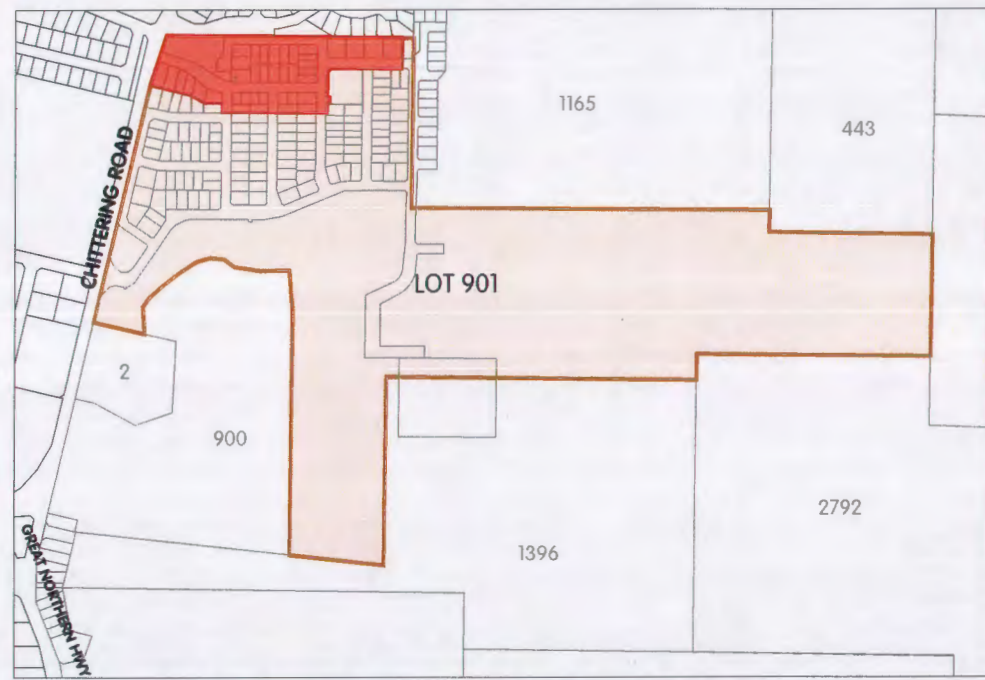 1165
443
CHITTERING ROAD
LOT 901
2
900
2792
1396
GREAT NORTHERN HWY